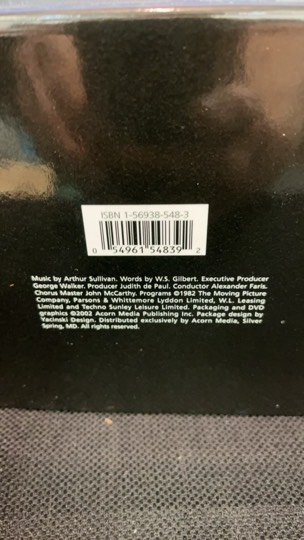 ISBN 1-56938-548-3
0 54961 54839 2
Music by Arthur Sullivan. Words by W.S. Gilbert. Executive Producer
George Walker. Producer Judith de Paul. Conductor Alexander Faris.
Chorus Master John McCarthy. Programs ©1982 The Moving Picture
Company, Parsons & Whittemore Lyddon Limited, W.L. Leasing
Limited and Techno Sunley Leisure Limited. Packaging and DVD
graphics ©2002 Acorn Media Publishing Inc. Package design by
Yacinski Design. Distributed exclusively by Acorn Media, Silver
Spring, MD. All rights reserved.